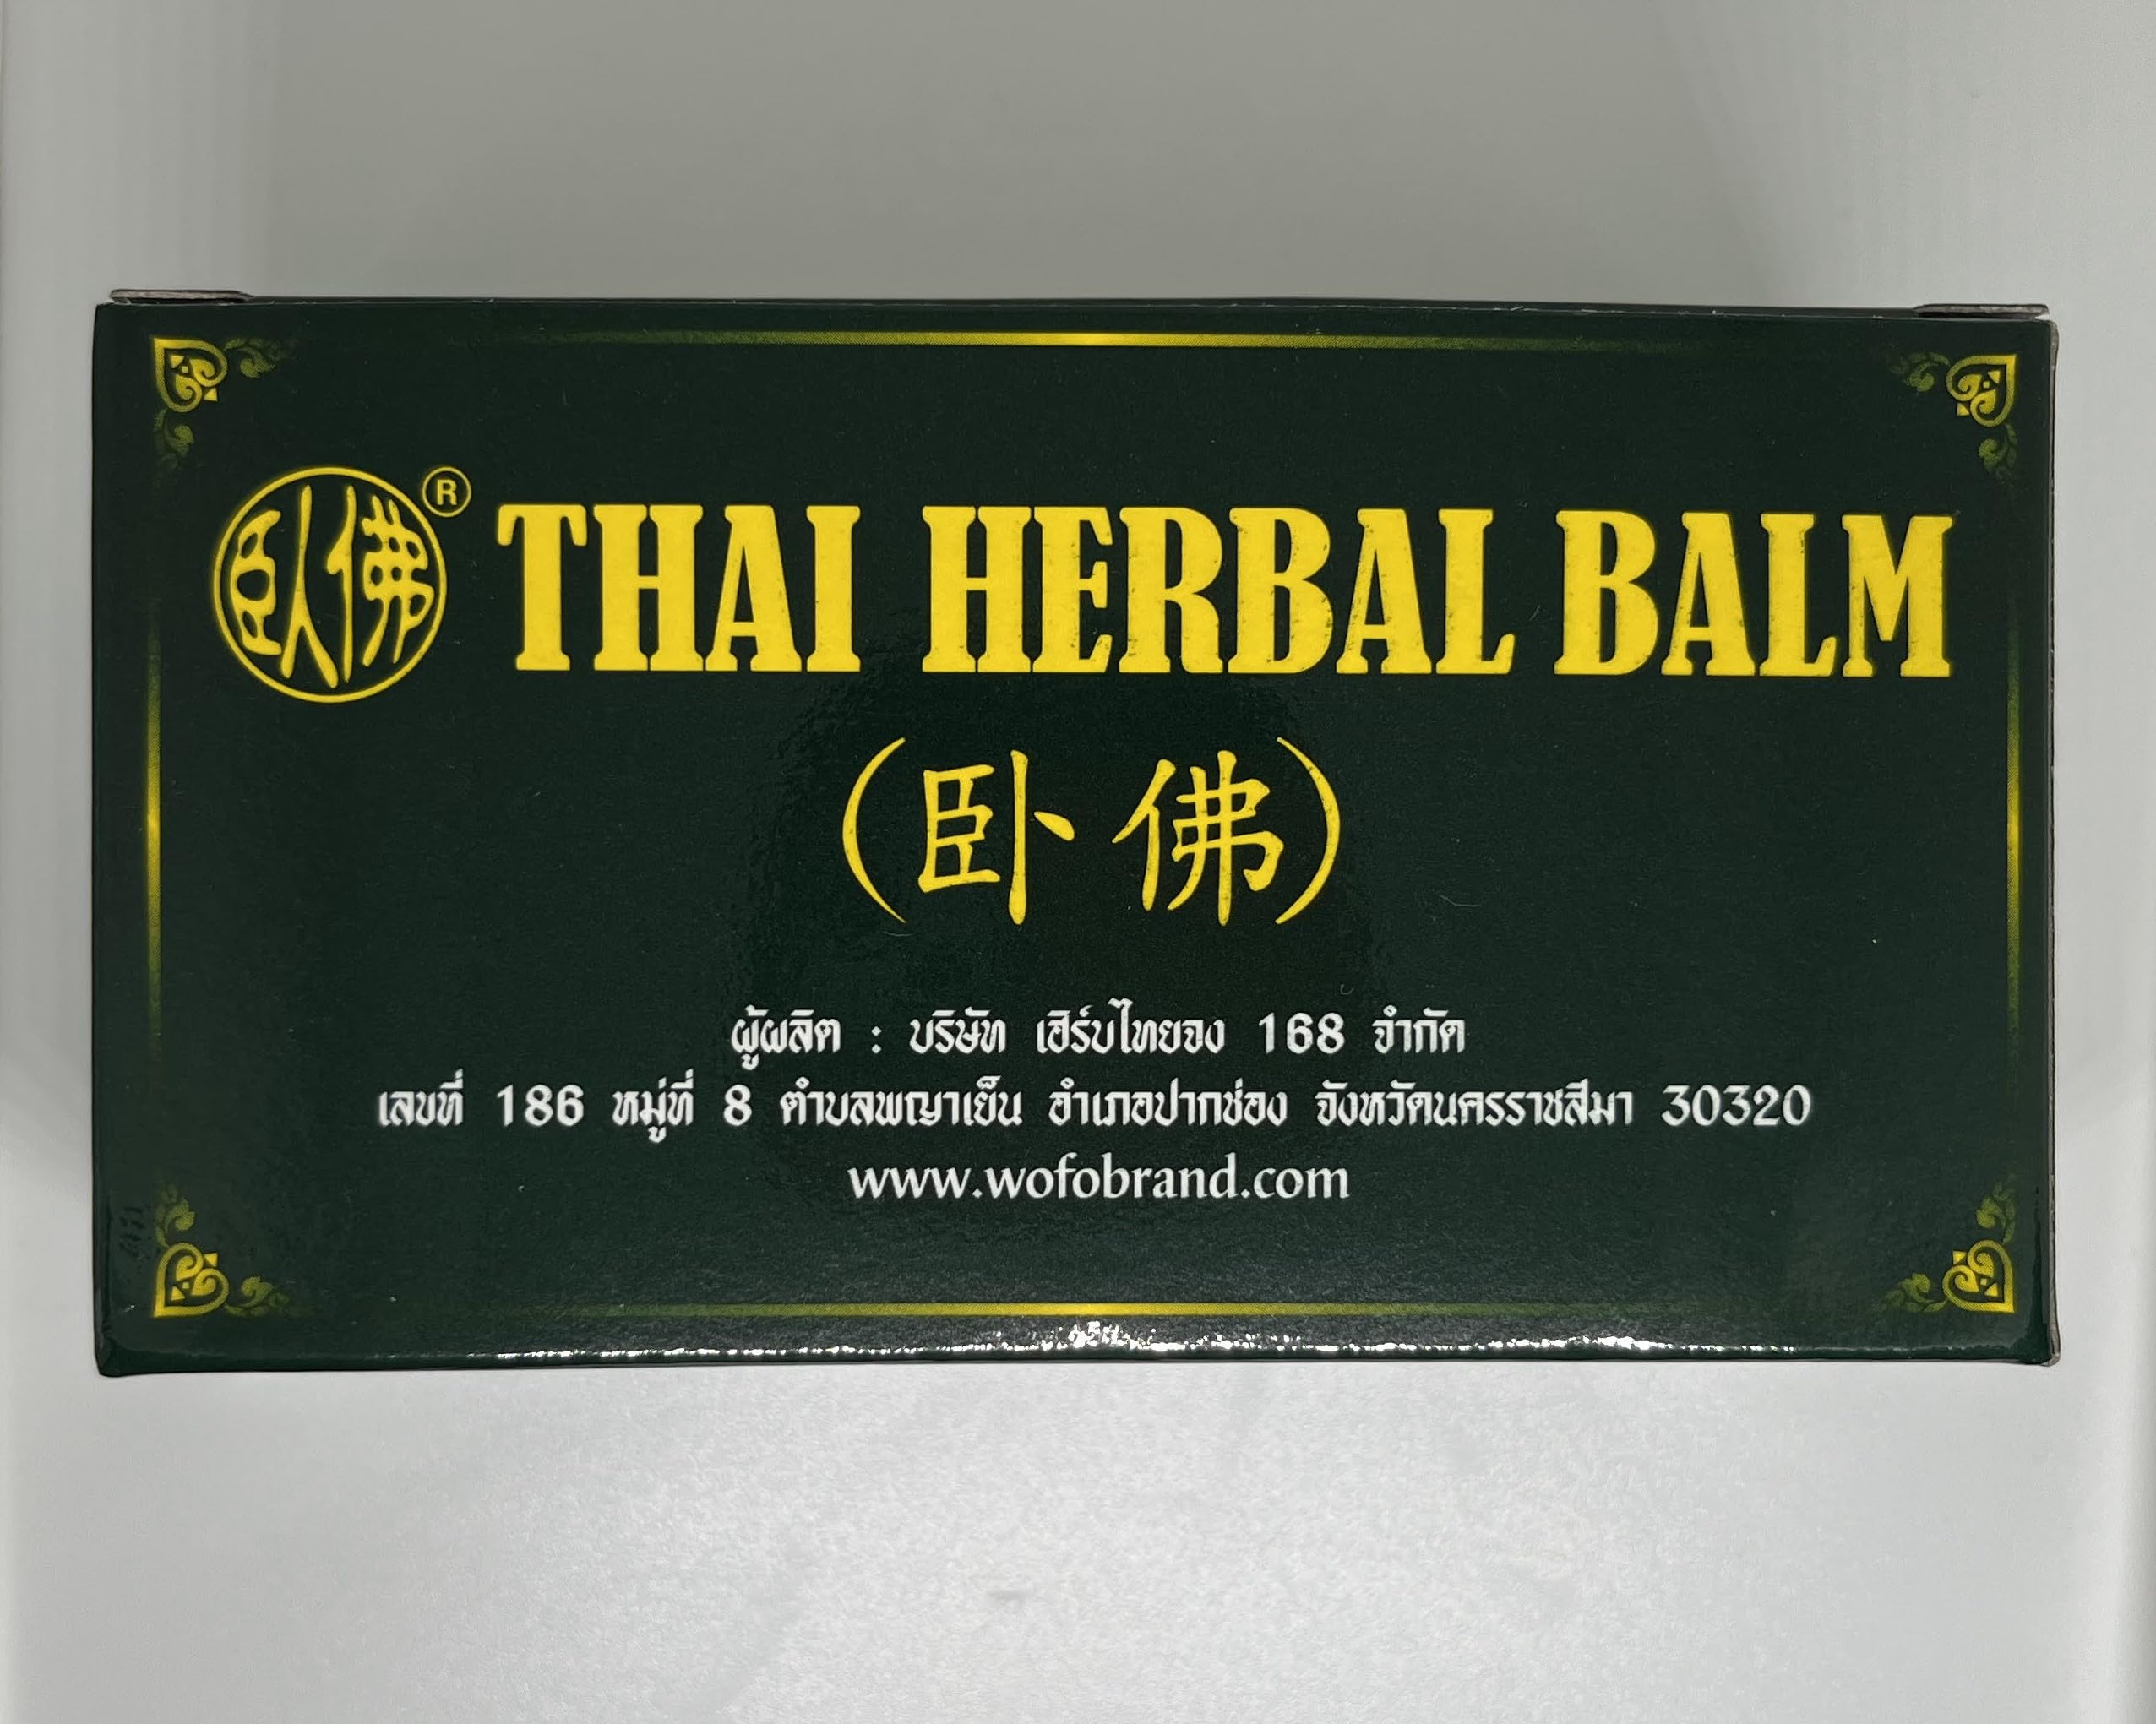 臥佛® THAI HERBAL BALM
(卧佛)
ผู้ผลิต : บริษัท เฮิร์บไทยจง 168 จำกัด
เลขที่ 186 หมู่ที่ 8 ตำบลพญาเย็น อำเภอปากช่อง จังหวัดนครราชสีมา 30320
www.wofobrand.com